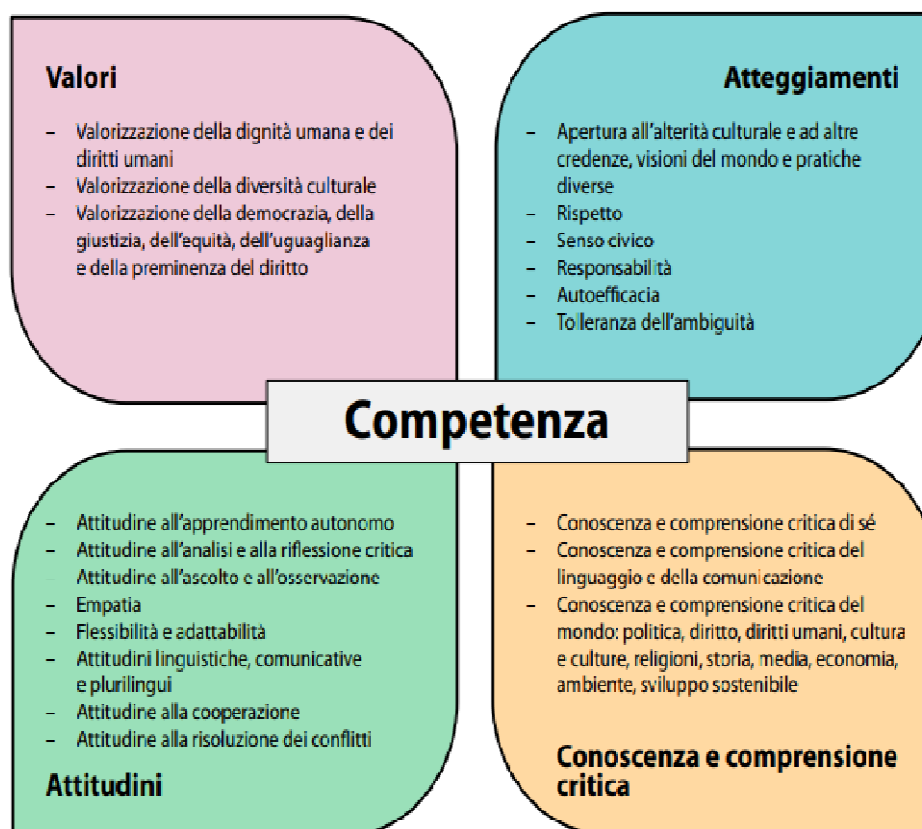 Valori
– Valorizzazione della dignità umana e dei
diritti umani
– Valorizzazione della diversità culturale
– Valorizzazione della democrazia, della
giustizia, dell'equità, dell'uguaglianza
e della preminenza del diritto
Atteggiamenti
– Apertura all'alterità culturale e ad altre
credenze, visioni del mondo e pratiche
diverse
– Rispetto
– Senso civico
– Responsabilità
– Autoefficacia
– Tolleranza dell'ambiguità
Competenza
– Attitudine all'apprendimento autonomo
– Attitudine all'analisi e alla riflessione critica
– Attitudine all'ascolto e all'osservazione
– Empatia
– Flessibilità e adattabilità
– Attitudini linguistiche, comunicative
e plurilingui
– Attitudine alla cooperazione
– Attitudine alla risoluzione dei conflitti
Attitudini
– Conoscenza e comprensione critica di sé
– Conoscenza e comprensione critica del
linguaggio e della comunicazione
– Conoscenza e comprensione critica del
mondo: politica, diritto, diritti umani, cultura
e culture, religioni, storia, media, economia,
ambiente, sviluppo sostenibile
Conoscenza e comprensione
critica